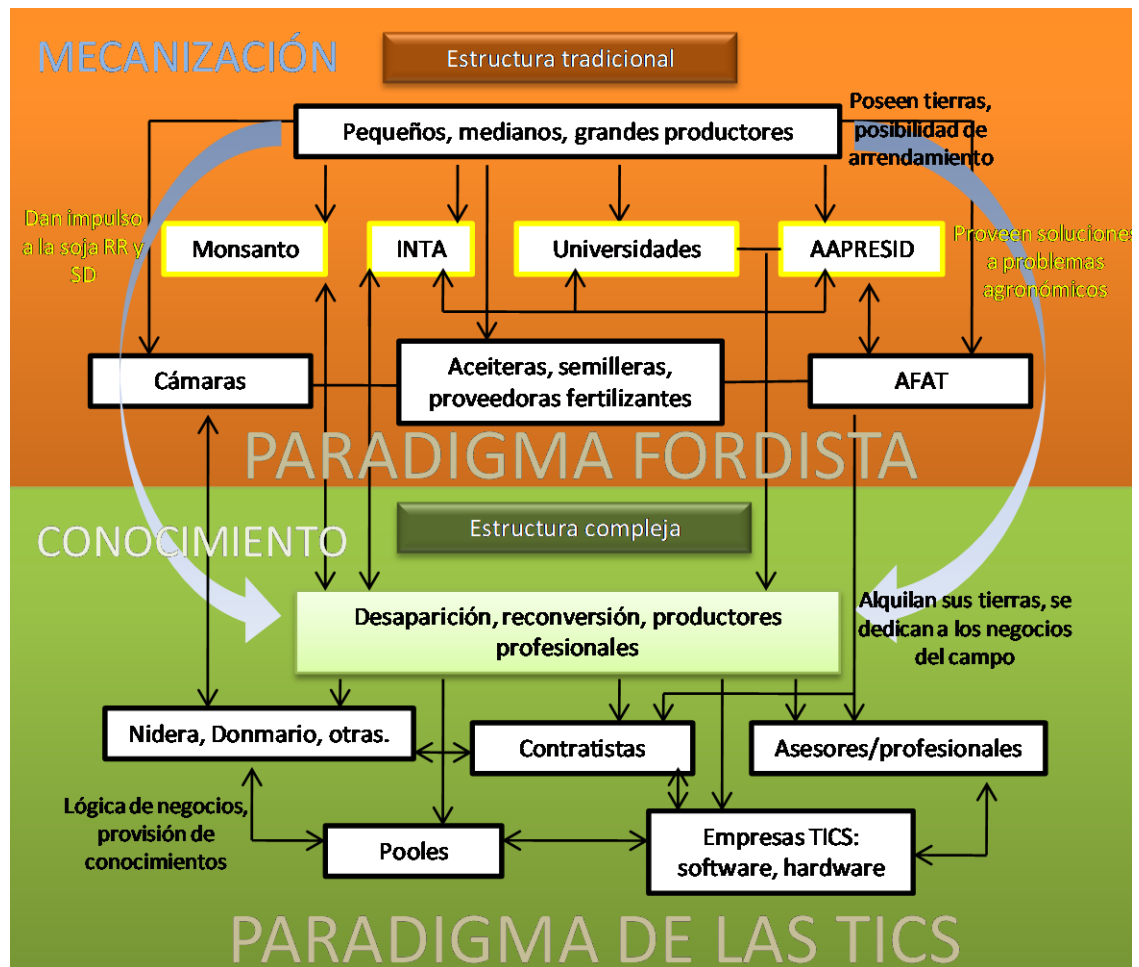 MECANIZACIÓN
Estructura tradicional
Pequeños, medianos, grandes productores
Poseen tierras,
posibilidad de
arrendamiento
Dan impulso
a la soja RR y
SD
Monsanto
INTA
Universidades
AAPRESID
Proveen soluciones
a problemas
agronómicos
Cámaras
Aceiteras, semilleras,
proveedoras fertilizantes
AFAT
PARADIGMA FORDISTA
CONOCIMIENTO
Estructura compleja
Desaparición, reconversión, productores
profesionales
Alquilan sus tierras, se
dedican a los negocios
del campo
Nidera, Donmario, otras.
Contratistas
Asesores/profesionales
Lógica de negocios,
provisión de
conocimientos
Pooles
Empresas TICS:
software, hardware
PARADIGMA DE LAS TICS